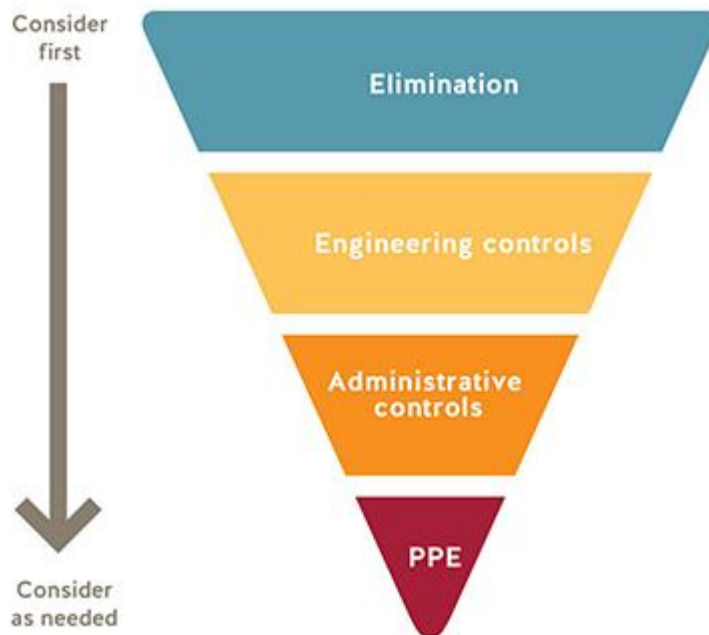 Consider
first
Elimination
Engineering controls
Administrative
controls
PPE
Consider
as needed